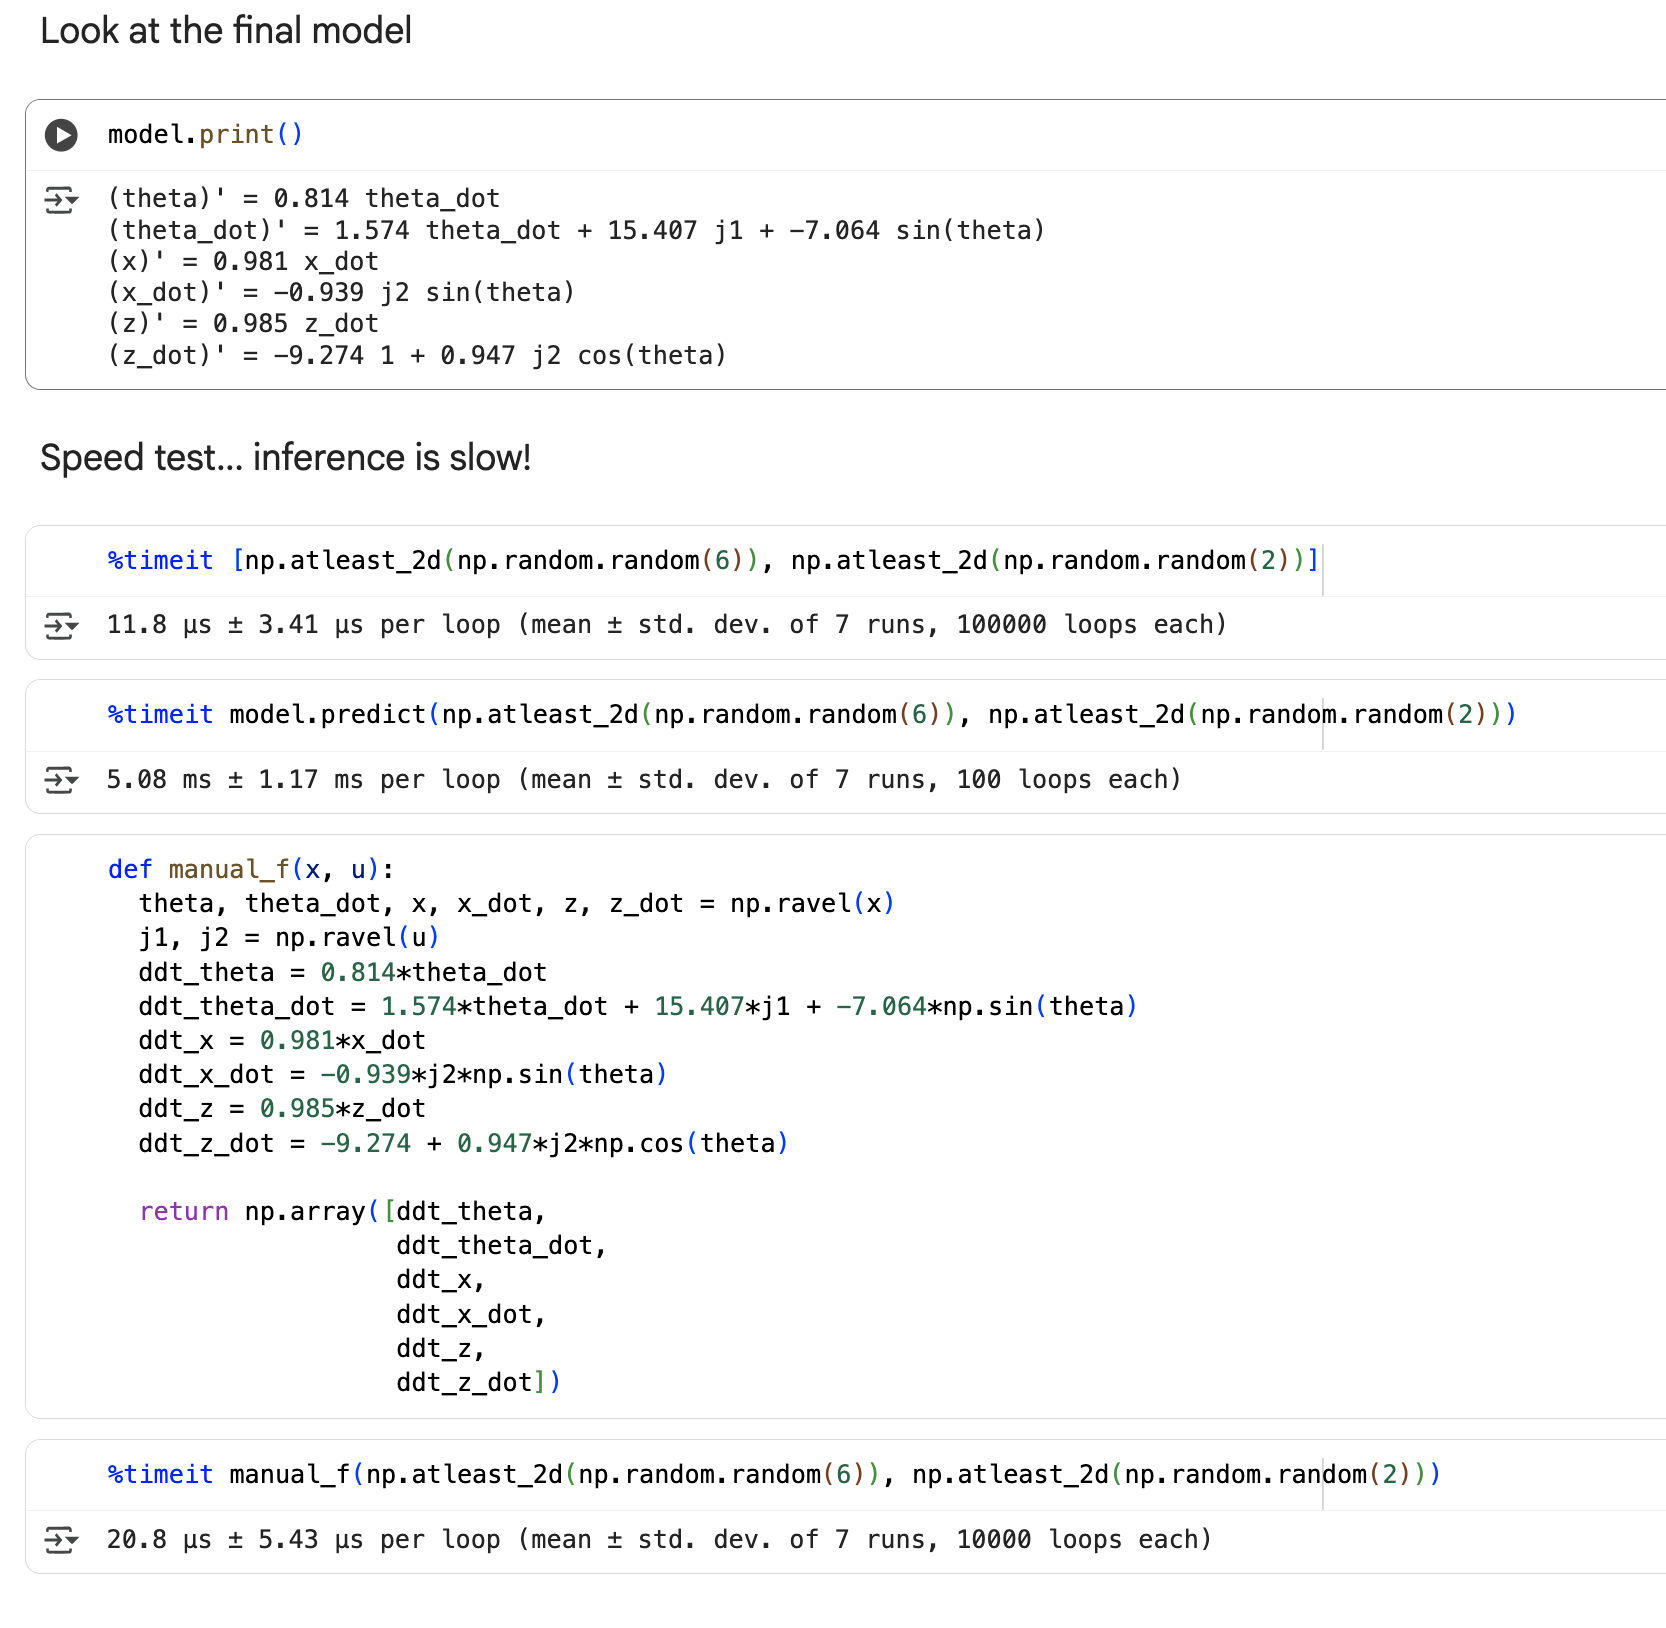 Look at the final model
model.print()
(theta)' = 0.814 theta_dot
(theta_dot)' = 1.574 theta_dot + 15.407 j1 + -7.064 sin(theta)
(x)' = 0.981 x_dot
(x_dot)' = -0.939 j2 sin(theta)
(z)' = 0.985 z_dot
(z_dot)' = -9.274 1 + 0.947 j2 cos(theta)
Speed test... inference is slow!
%timeit [np.atleast_2d(np.random.random(6)), np.atleast_2d(np.random.random(2))]
11.8 µs ± 3.41 µs per loop (mean ± std. dev. of 7 runs, 100000 loops each)
%timeit model.predict(np.atleast_2d(np.random.random(6)), np.atleast_2d(np.random.random(2)))
5.08 ms ± 1.17 ms per loop (mean ± std. dev. of 7 runs, 100 loops each)
def manual_f(x, u):
  theta, theta_dot, x, x_dot, z, z_dot = np.ravel(x)
  j1, j2 = np.ravel(u)
  ddt_theta = 0.814*theta_dot
  ddt_theta_dot = 1.574*theta_dot + 15.407*j1 + -7.064*np.sin(theta)
  ddt_x = 0.981*x_dot
  ddt_x_dot = -0.939*j2*np.sin(theta)
  ddt_z = 0.985*z_dot
  ddt_z_dot = -9.274 + 0.947*j2*np.cos(theta)
  return np.array([ddt_theta,
                   ddt_theta_dot,
                   ddt_x,
                   ddt_x_dot,
                   ddt_z,
                   ddt_z_dot])
%timeit manual_f(np.atleast_2d(np.random.random(6)), np.atleast_2d(np.random.random(2)))
20.8 µs ± 5.43 µs per loop (mean ± std. dev. of 7 runs, 10000 loops each)